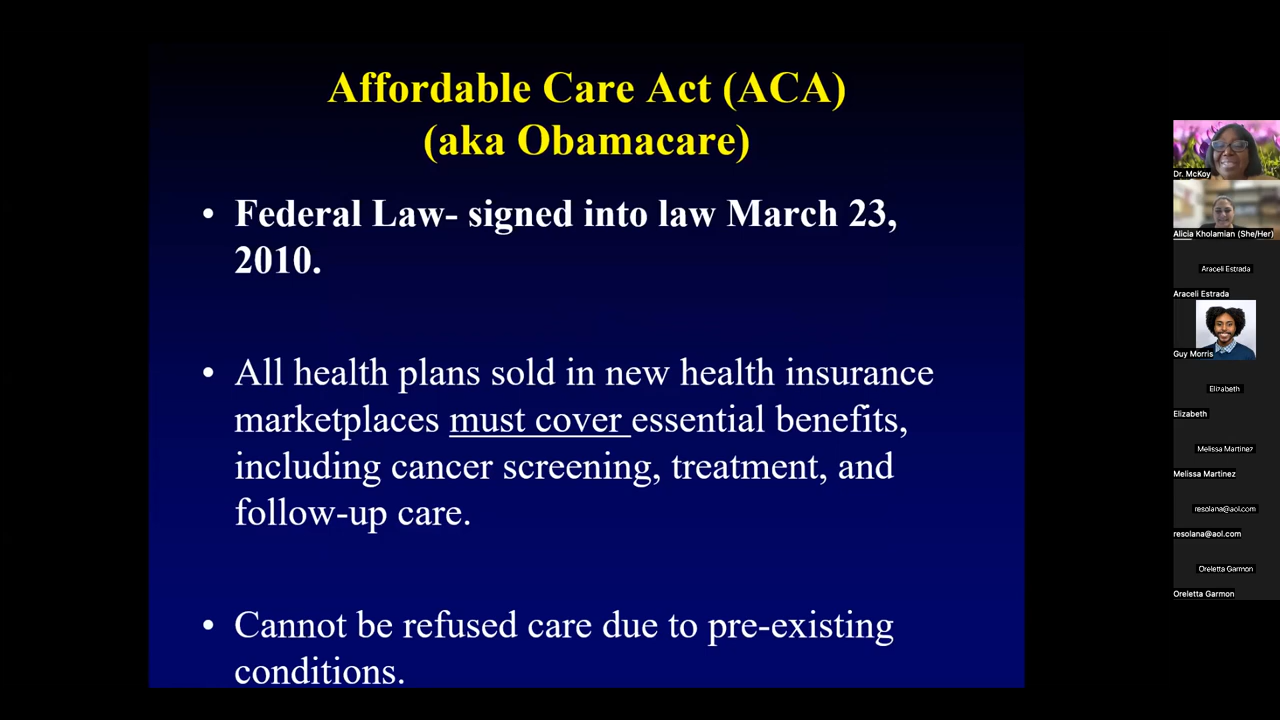 Affordable Care Act (ACA)
(aka Obamacare)
• Federal Law- signed into law March 23,
2010.
• All health plans sold in new health insurance
marketplaces must cover essential benefits,
including cancer screening, treatment, and
follow-up care.
• Cannot be refused care due to pre-existing
conditions.
Dr. McKoy
Alicia Kholamian (She/Her)
Araceli Estrada
Araceli Estrada
Guy Morris
Elizabeth
Elizabeth
Melissa Martinez
Melissa Martinez
resolana@aol.com
resolana@aol.com
Oreletta Garmon
Oreletta Garmon